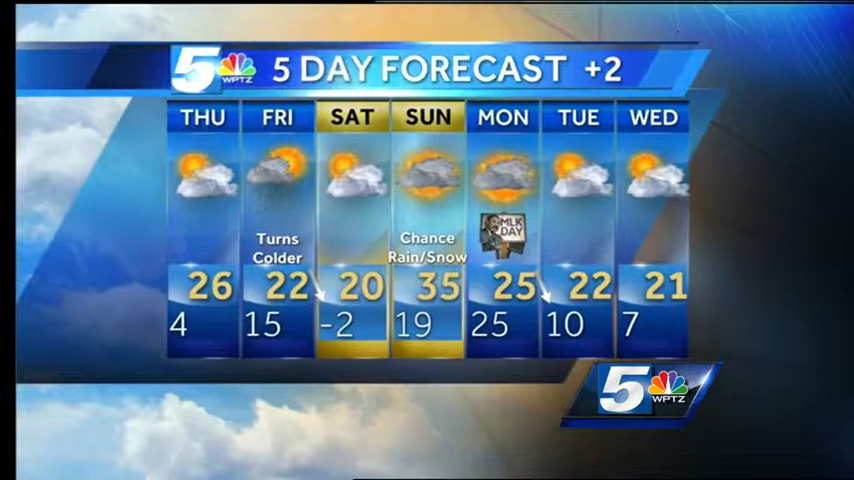 5 WPTZ 5 DAY FORECAST +2
THU FRI SAT SUN MON TUE WED
MLK
DAY
Turns Chance
Colder Rain/Snow
26 22 20 35 25 22 21
4 15 -2 19 25 10 7
5 WPTZ